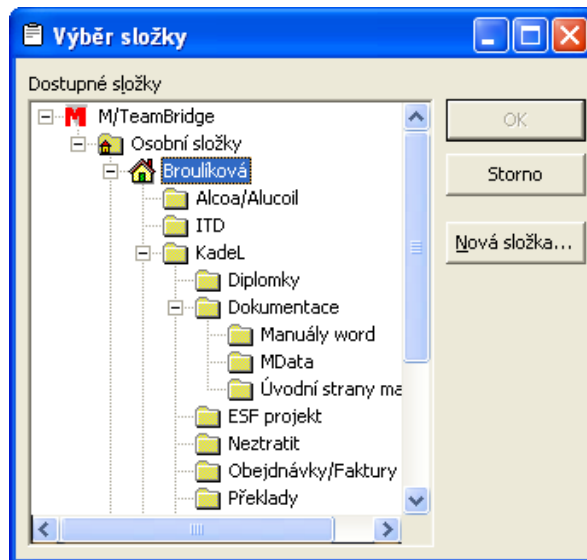 Výběr složky
Dostupné složky
M/TeamBridge
Osobní složky
Broulíková
Alcoa/Alucoil
ITD
KadeL
Diplomky
Dokumentace
Manuály word
MData
Úvodní strany ma
ESF projekt
Neztratit
Obejdnávky/Faktury
Překlady
OK
Storno
Nová složka...